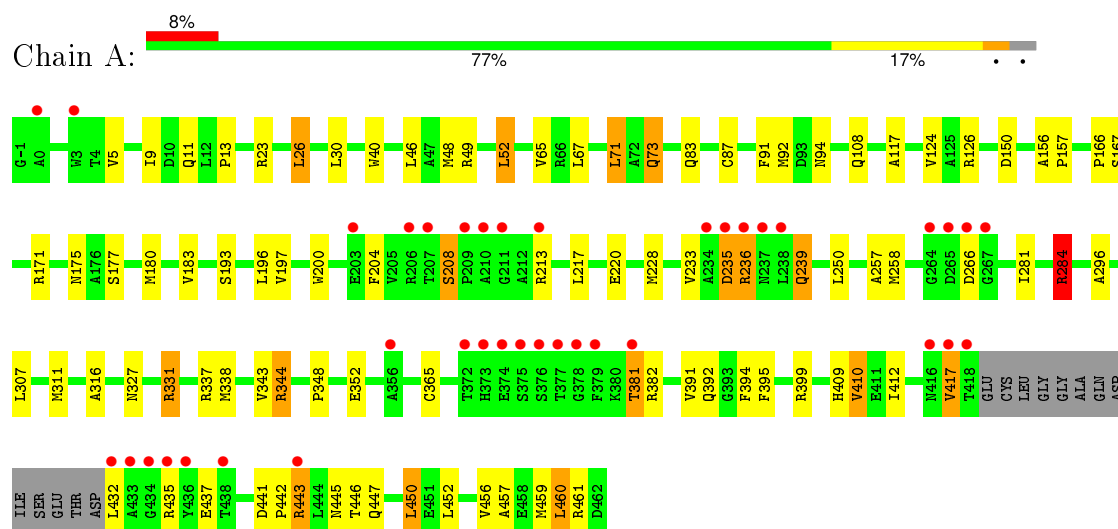 8%
Chain A:
77% 17% • •
G-1 A0 W3 T4 V5 I9 D10 Q11 L12 P13 R23 L26 L30 W40 L46 A47 M48 R49 L52 V65 R66 L67 L71 A72 Q73 Q83 C87 F91 M92 D93 N94 Q108 A117 V124 A125 R126 D150 A156 P157 P166 S167
R171 N175 A176 S177 M180 V183 S193 L196 V197 W200 E203 F204 V205 R206 T207 S208 P209 A210 G211 A212 R213 L217 E220 M228 V233 A234 D235 R236 N237 L238 Q239 L250 A257 M258 G264 D265 D266 G267 I281 R284 A296
L307 M311 A316 N327 R331 R337 M338 V343 R344 P348 E352 A356 C365 T372 H373 E374 S375 S376 T377 G378 F379 K380 T381 R382 V391 Q392 G393 F394 F395 R399 H409 V410 E411 I412 N416 V417 T418 GLU CYS LEU GLY GLY ALA GLN ASP
ILE SER GLU THR ASP L432 A433 G434 R435 Y436 E437 T438 D441 P442 R443 L444 N445 T446 Q447 L450 E451 L452 V456 A457 E458 M459 L460 R461 D462